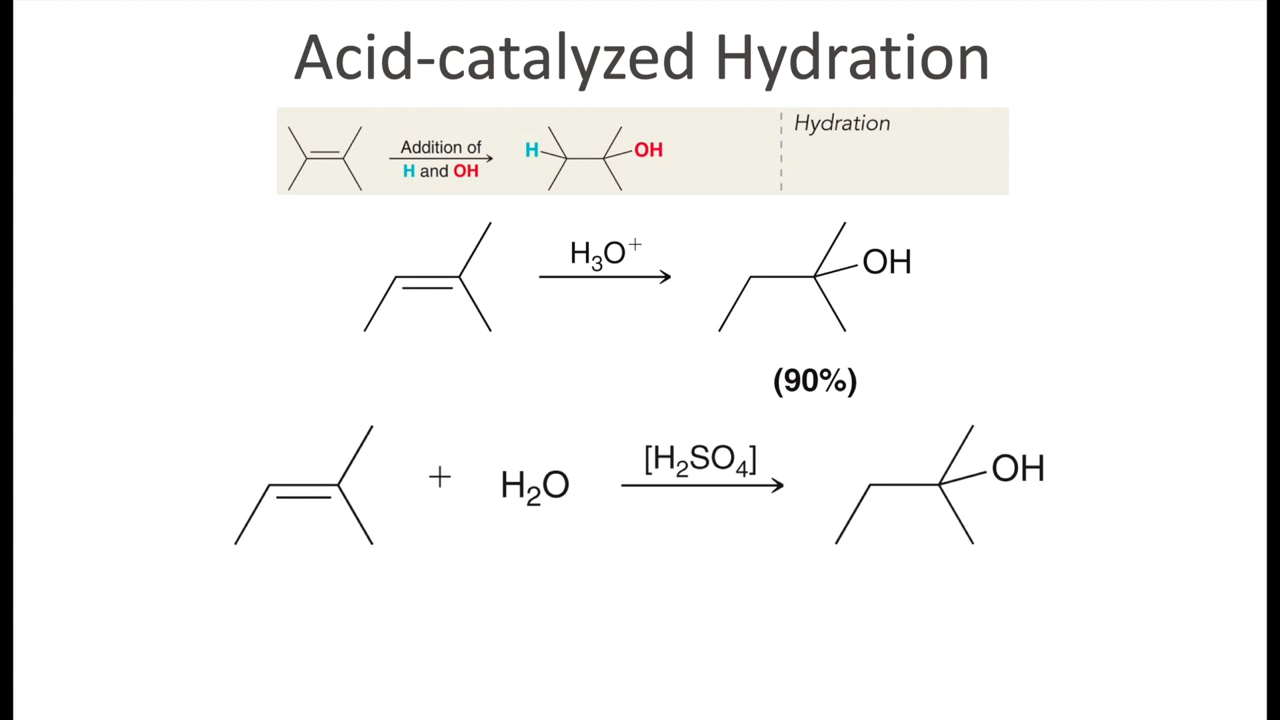 Acid-catalyzed Hydration
Hydration
Addition of
H and OH
H
OH
H₃O⁺
OH
(90%)
+
H₂O
[H₂SO₄]
OH